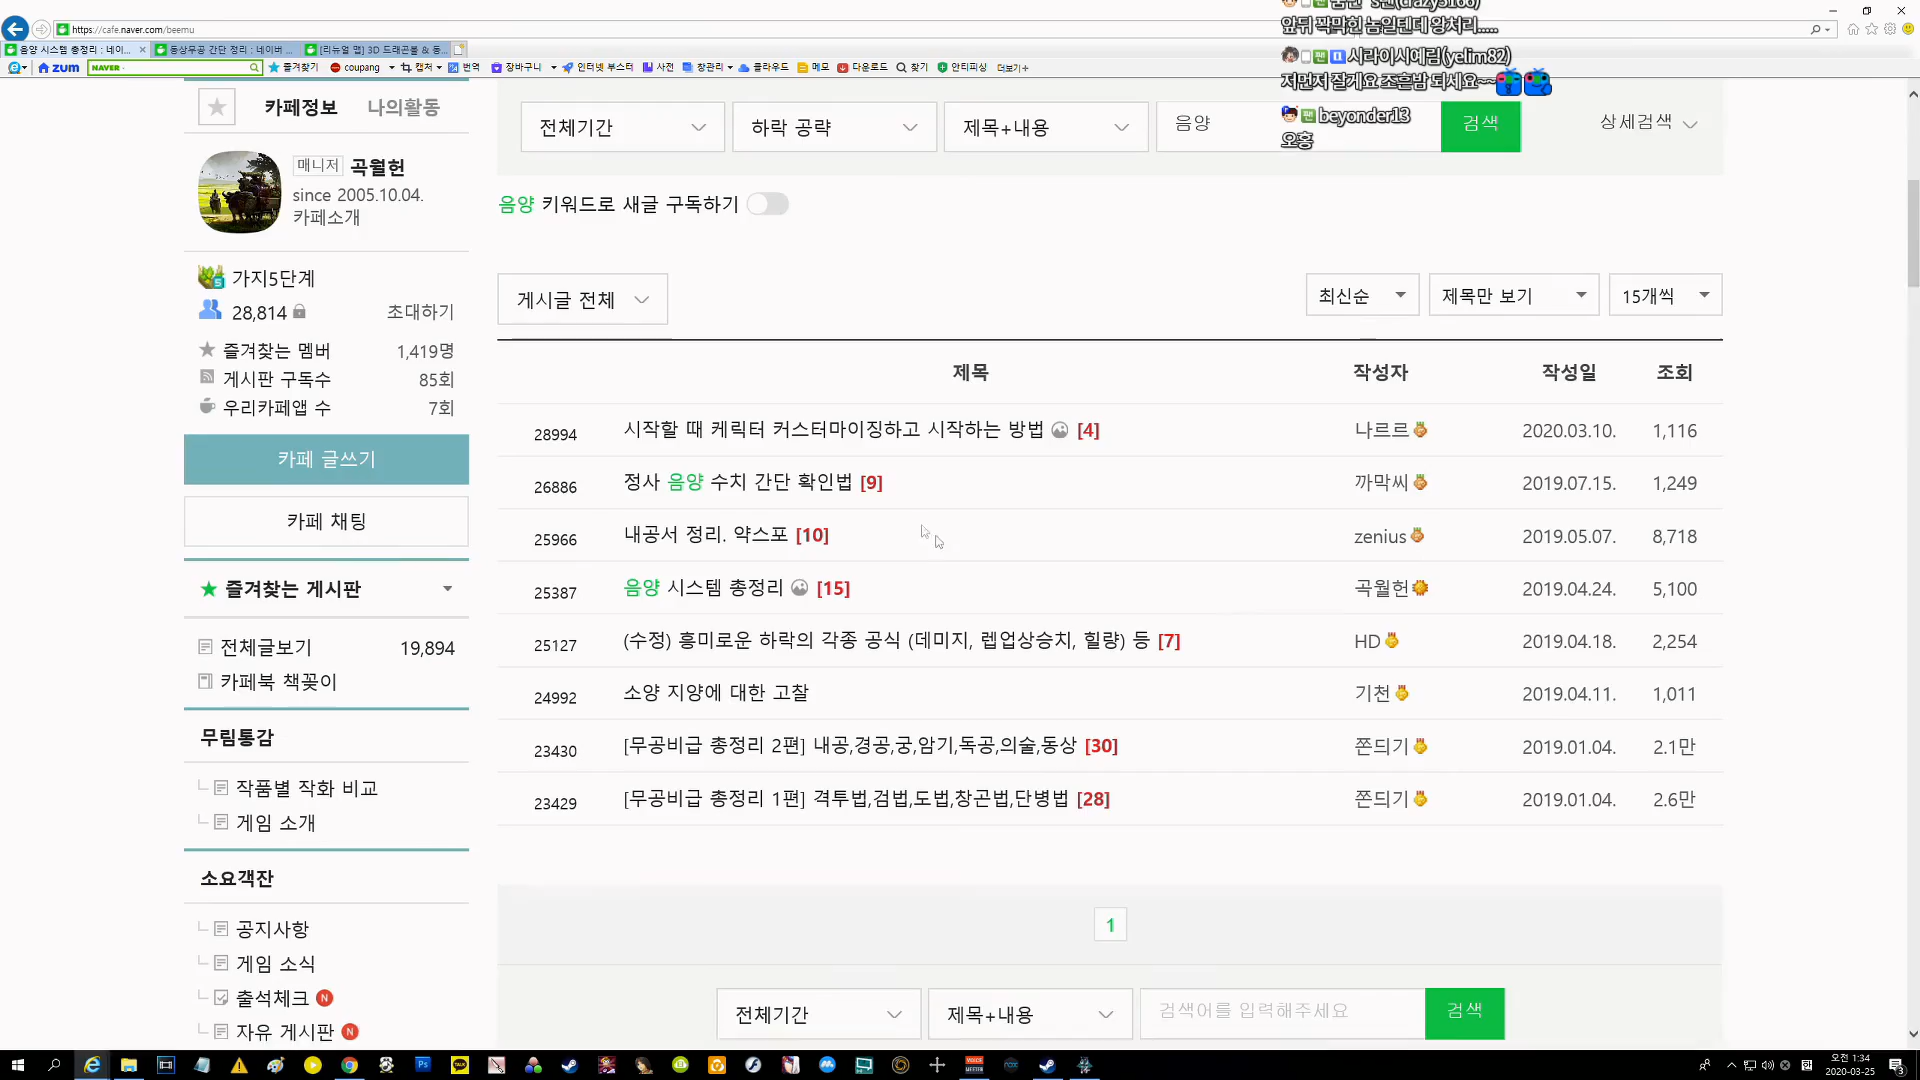 앞뒤 꽉막힌 놈일텐데 왕처리.....
https://cafe.naver.com/beemu
음양 시스템 총정리 : 네이...
동상무공 간단 정리 : 네이버 ...
[리뉴얼 맵] 3D 드래곤볼 & 동...
시라이시예럼(yelim82)
저먼저 잘게요 조흔밤 되세요~~
zum
NAVER
즐겨찾기
coupang
캡처
번역
장바구니
인터넷 부스터
사전
창관리
클라우드
메모
다운로드
찾기
안티피싱
더보기+
beyonder13
오홍
카페정보 나의활동
매니저 곡월헌
since 2005.10.04.
카페소개
가지5단계
28,814 초대하기
즐겨찾는 멤버 1,419명
게시판 구독수 85회
우리카페앱 수 7회
카페 글쓰기
카페 채팅
즐겨찾는 게시판
전체글보기 19,894
카페북 책꽂이
무림통감
작품별 작화 비교
게임 소개
소요객잔
공지사항
게임 소식
출석체크 N
자유 게시판 N
전체기간 하락 공략 제목+내용 음양 검색 상세검색
음양 키워드로 새글 구독하기
게시글 전체 최신순 제목만 보기 15개씩
제목 작성자 작성일 조회
28994 시작할 때 케릭터 커스터마이징하고 시작하는 방법 [4] 나르르 2020.03.10. 1,116
26886 정사 음양 수치 간단 확인법 [9] 까막씨 2019.07.15. 1,249
25966 내공서 정리. 약스포 [10] zenius 2019.05.07. 8,718
25387 음양 시스템 총정리 [15] 곡월헌 2019.04.24. 5,100
25127 (수정) 흥미로운 하락의 각종 공식 (데미지, 렙업상승치, 힐량) 등 [7] HD 2019.04.18. 2,254
24992 소양 지양에 대한 고찰 기천 2019.04.11. 1,011
23430 [무공비급 총정리 2편] 내공,경공,궁,암기,독공,의술,동상 [30] 쫀듸기 2019.01.04. 2.1만
23429 [무공비급 총정리 1편] 격투법,검법,도법,창곤법,단병법 [28] 쫀듸기 2019.01.04. 2.6만
1
전체기간 제목+내용 검색어를 입력해주세요 검색
오전 1:34
2020-03-25